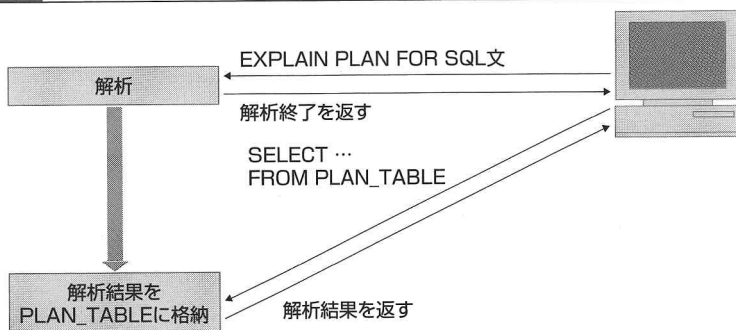 EXPLAIN PLAN FOR SQL文
解析
解析終了を返す
SELECT …
FROM PLAN_TABLE
解析結果を
PLAN_TABLEに格納
解析結果を返す